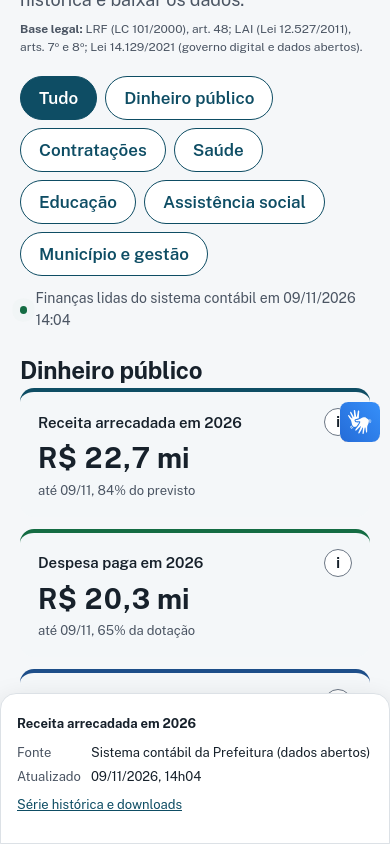 histórica e baixar os dados.
Base legal: LRF (LC 101/2000), art. 48; LAI (Lei 12.527/2011),
arts. 7º e 8º; Lei 14.129/2021 (governo digital e dados abertos).
Tudo
Dinheiro público
Contratações
Saúde
Educação
Assistência social
Município e gestão
Finanças lidas do sistema contábil em 09/11/2026
14:04
Dinheiro público
Receita arrecadada em 2026
i
R$ 22,7 mi
até 09/11, 84% do previsto
Despesa paga em 2026
i
R$ 20,3 mi
até 09/11, 65% da dotação
Receita arrecadada em 2026
Fonte Sistema contábil da Prefeitura (dados abertos)
Atualizado 09/11/2026, 14h04
Série histórica e downloads